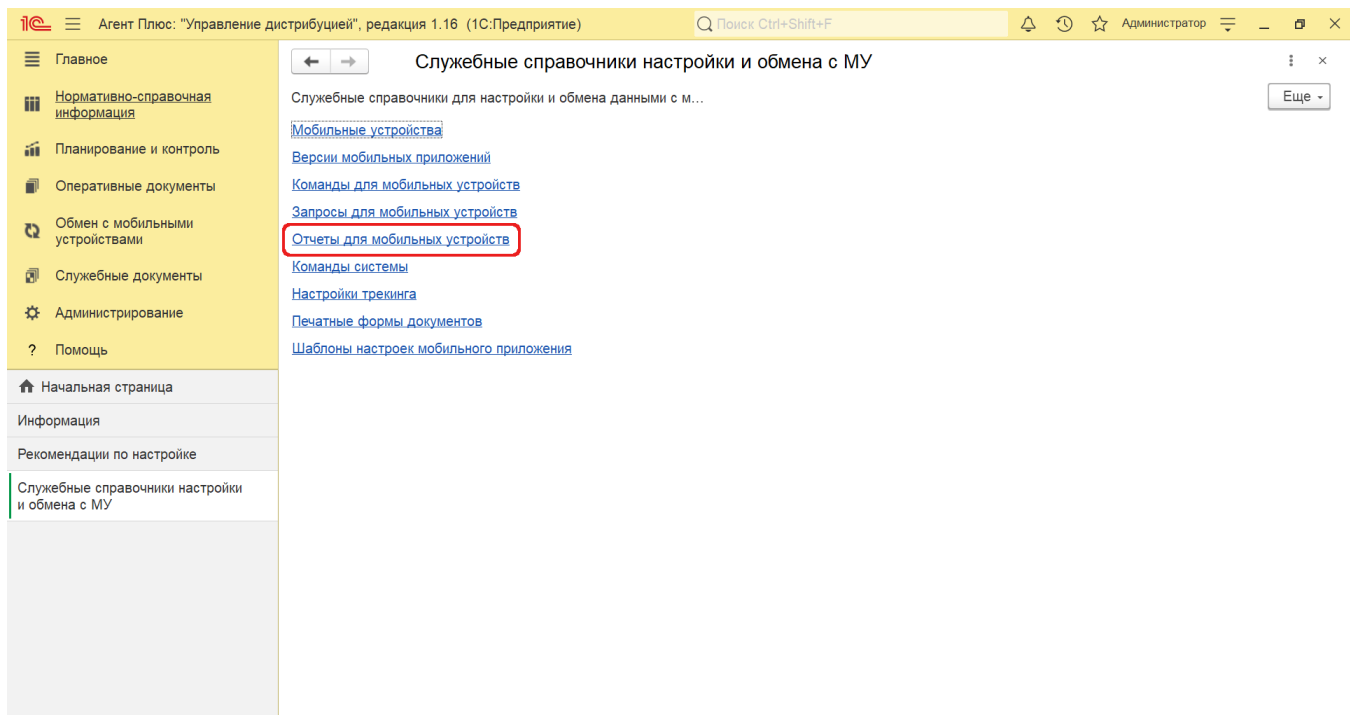 1С Агент Плюс: "Управление дистрибуцией", редакция 1.16 (1С:Предприятие) Поиск Ctrl+Shift+F Администратор
Главное
Нормативно-справочная
информация
Планирование и контроль
Оперативные документы
Обмен с мобильными
устройствами
Служебные документы
Администрирование
? Помощь
Начальная страница
Информация
Рекомендации по настройке
Служебные справочники настройки
и обмена с МУ
Служебные справочники настройки и обмена с МУ
Служебные справочники для настройки и обмена данными с м...
Еще
Мобильные устройства
Версии мобильных приложений
Команды для мобильных устройств
Запросы для мобильных устройств
Отчеты для мобильных устройств
Команды системы
Настройки трекинга
Печатные формы документов
Шаблоны настроек мобильного приложения